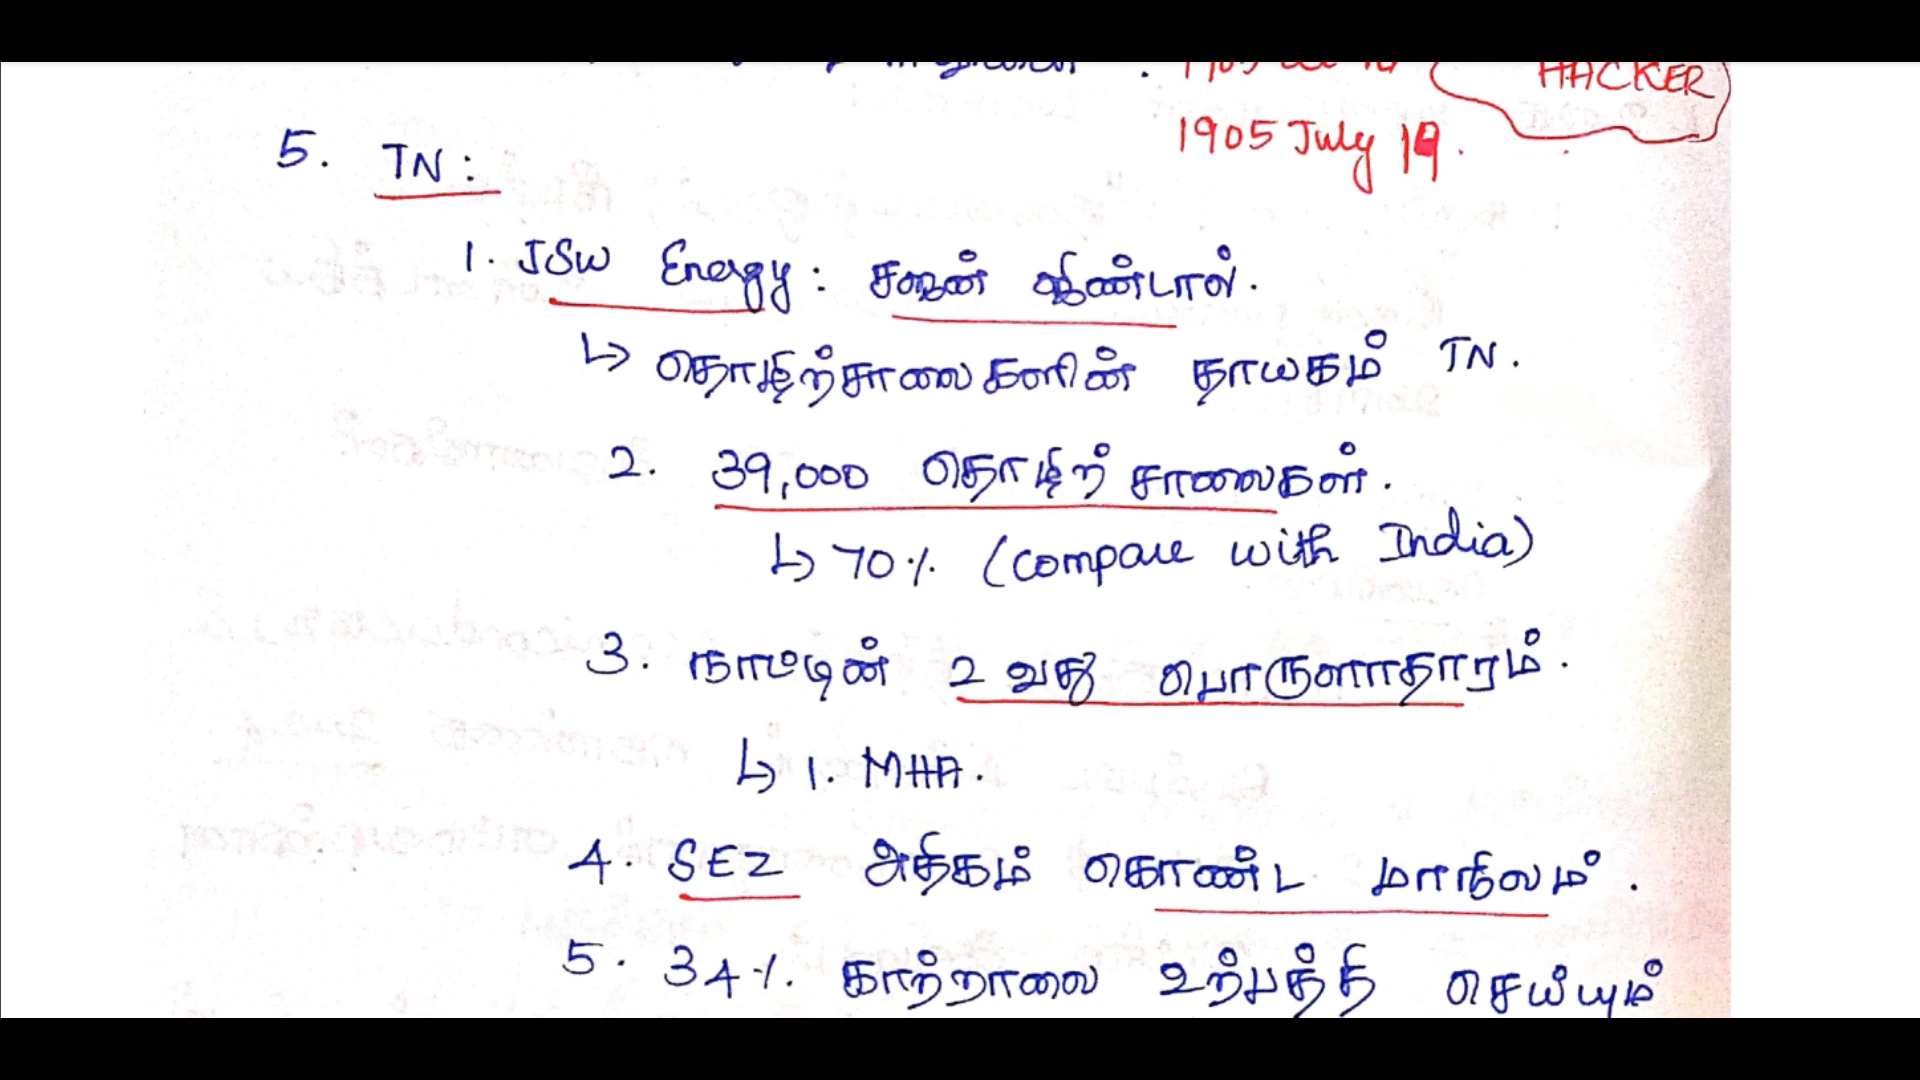 HACKER
1905 July 19.
5. TN :
1. JSW Energy : சஜன் ஜிண்டால்.
↳ தொழிற்சாலைகளின் தாயகம் TN.
2. 39,000 தொழிற்சாலைகள்.
↳ 70% (compare with India)
3. நாட்டின் 2 வது பொருளாதாரம்.
↳ 1. MHA.
4. SEZ அதிகம் கொண்ட மாநிலம்.
5. 34% காற்றாலை உற்பத்தி செய்யும்